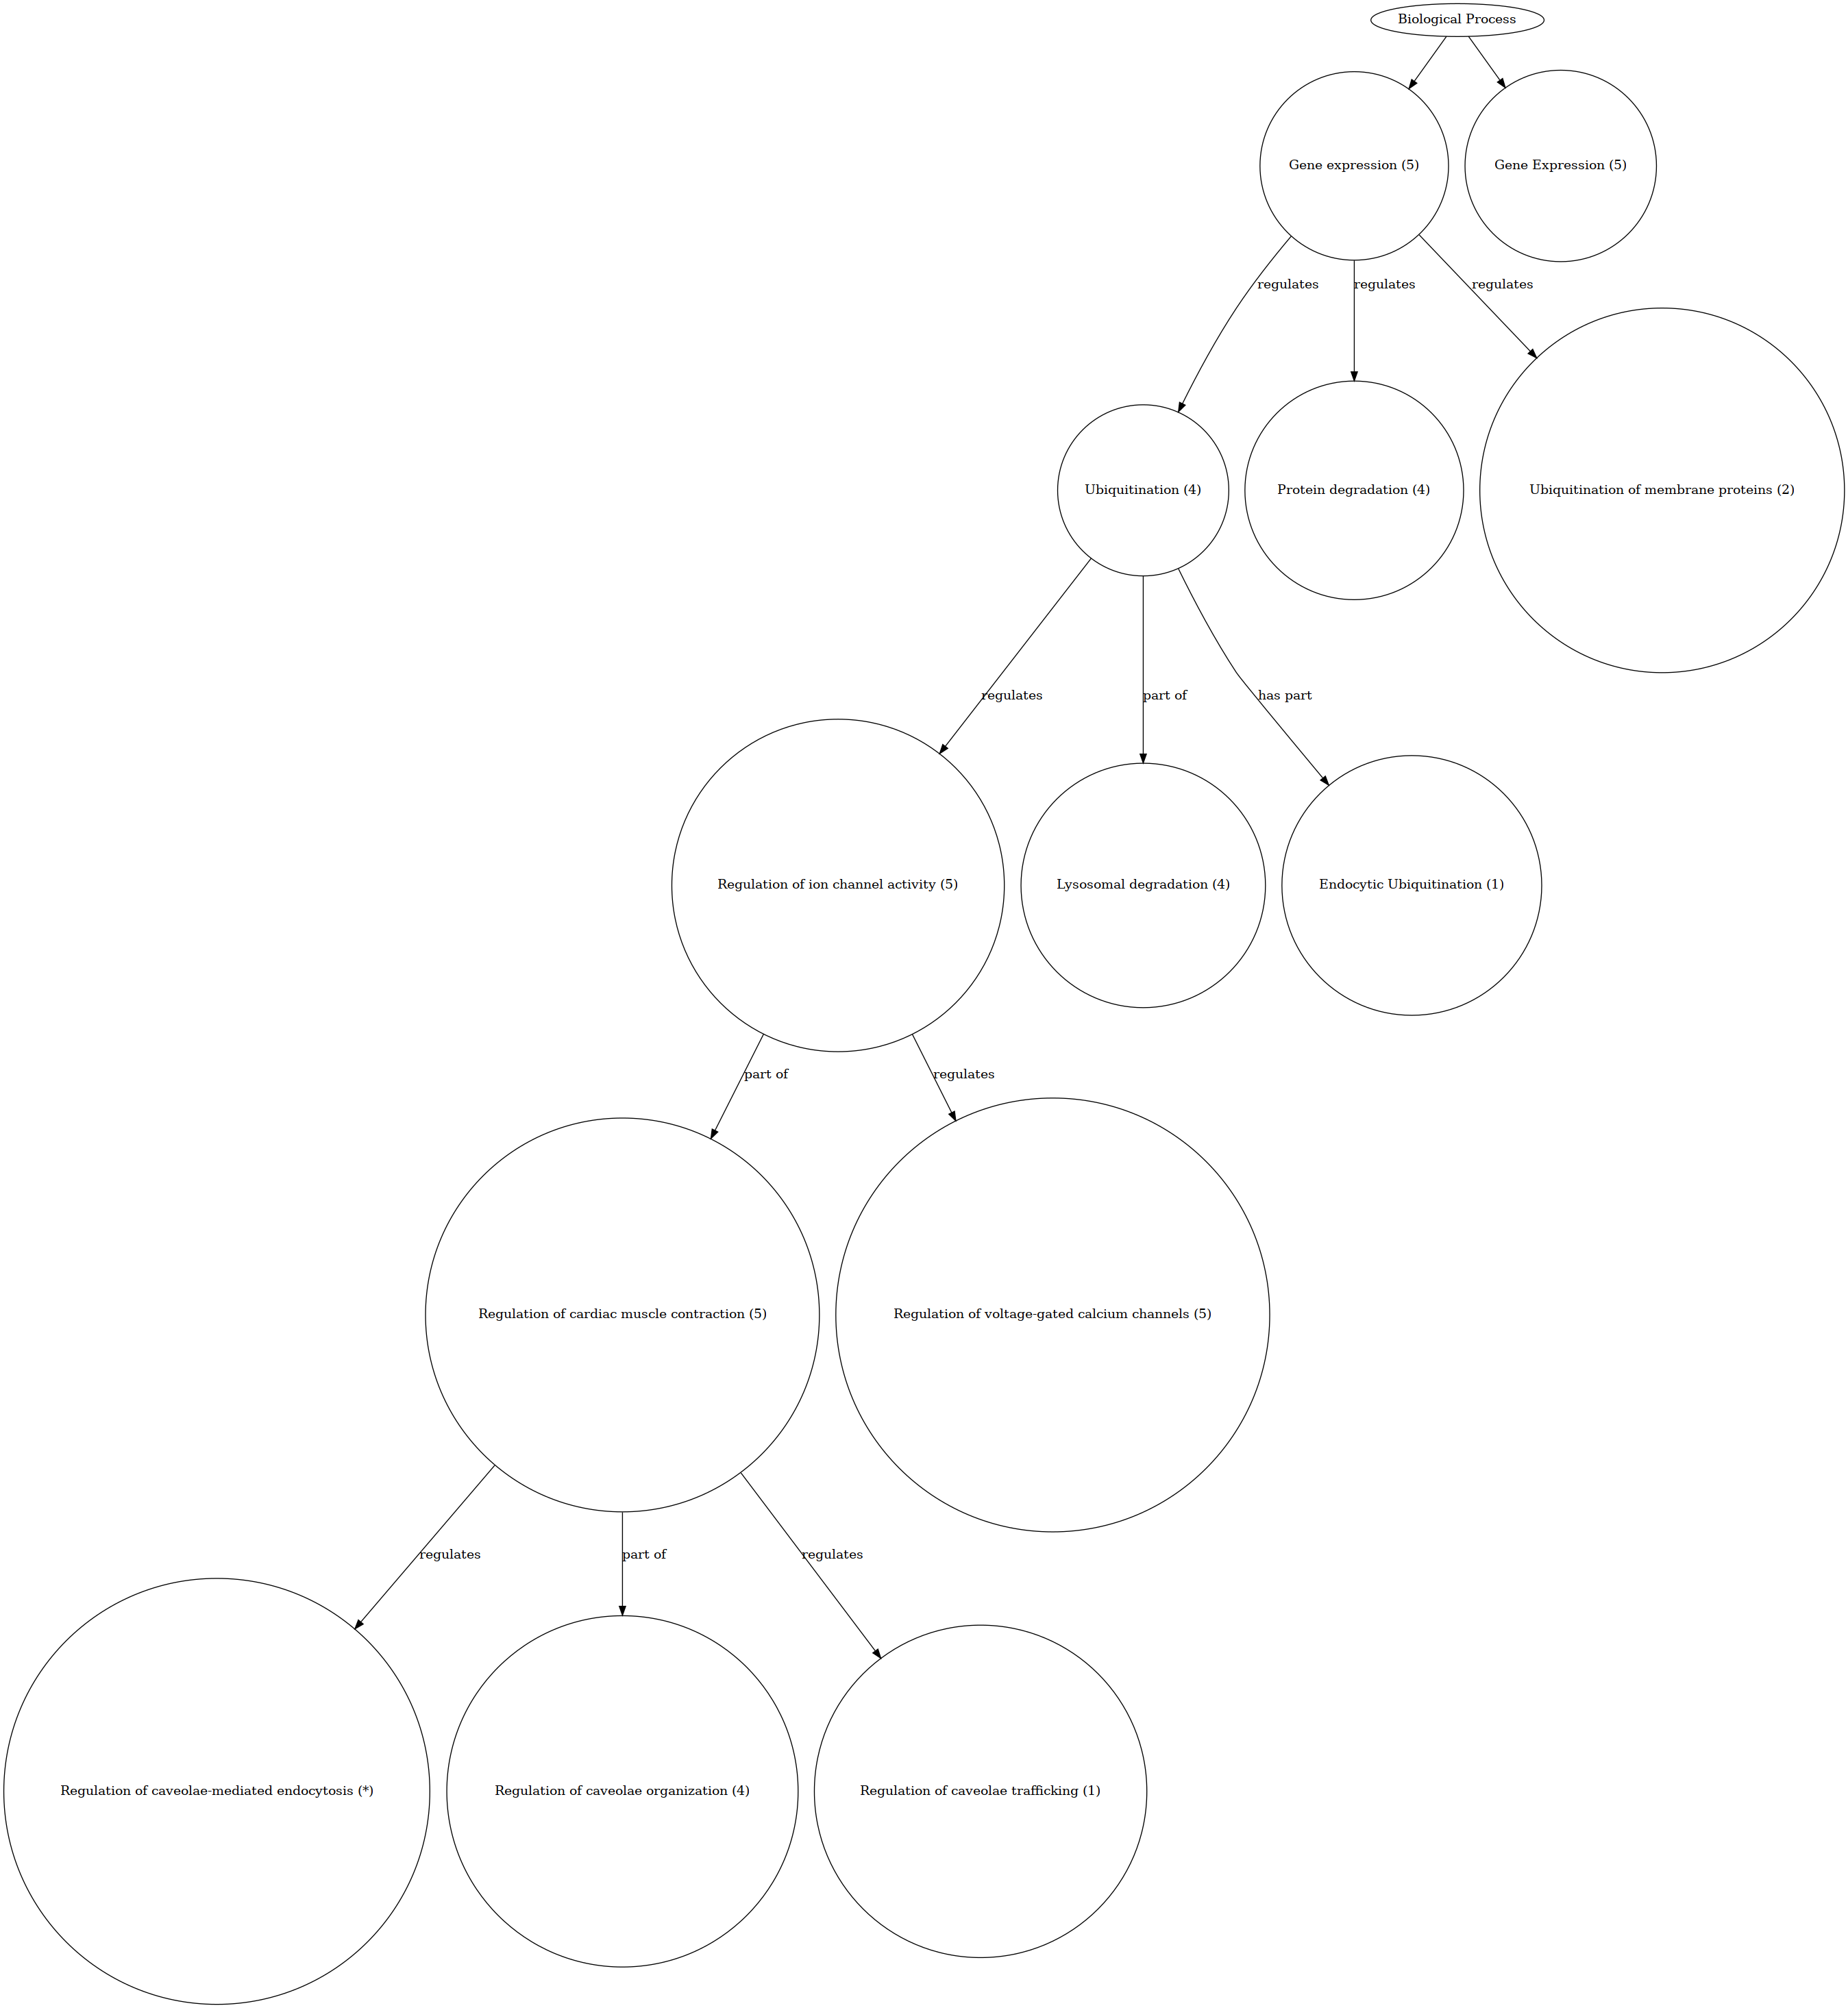 Biological Process
Gene expression (5)
Gene Expression (5)
regulates
regulates
regulates
Ubiquitination (4)
Protein degradation (4)
Ubiquitination of membrane proteins (2)
regulates
part of
has part
Regulation of ion channel activity (5)
Lysosomal degradation (4)
Endocytic Ubiquitination (1)
part of
regulates
Regulation of cardiac muscle contraction (5)
Regulation of voltage-gated calcium channels (5)
regulates
part of
regulates
Regulation of caveolae-mediated endocytosis (*)
Regulation of caveolae organization (4)
Regulation of caveolae trafficking (1)